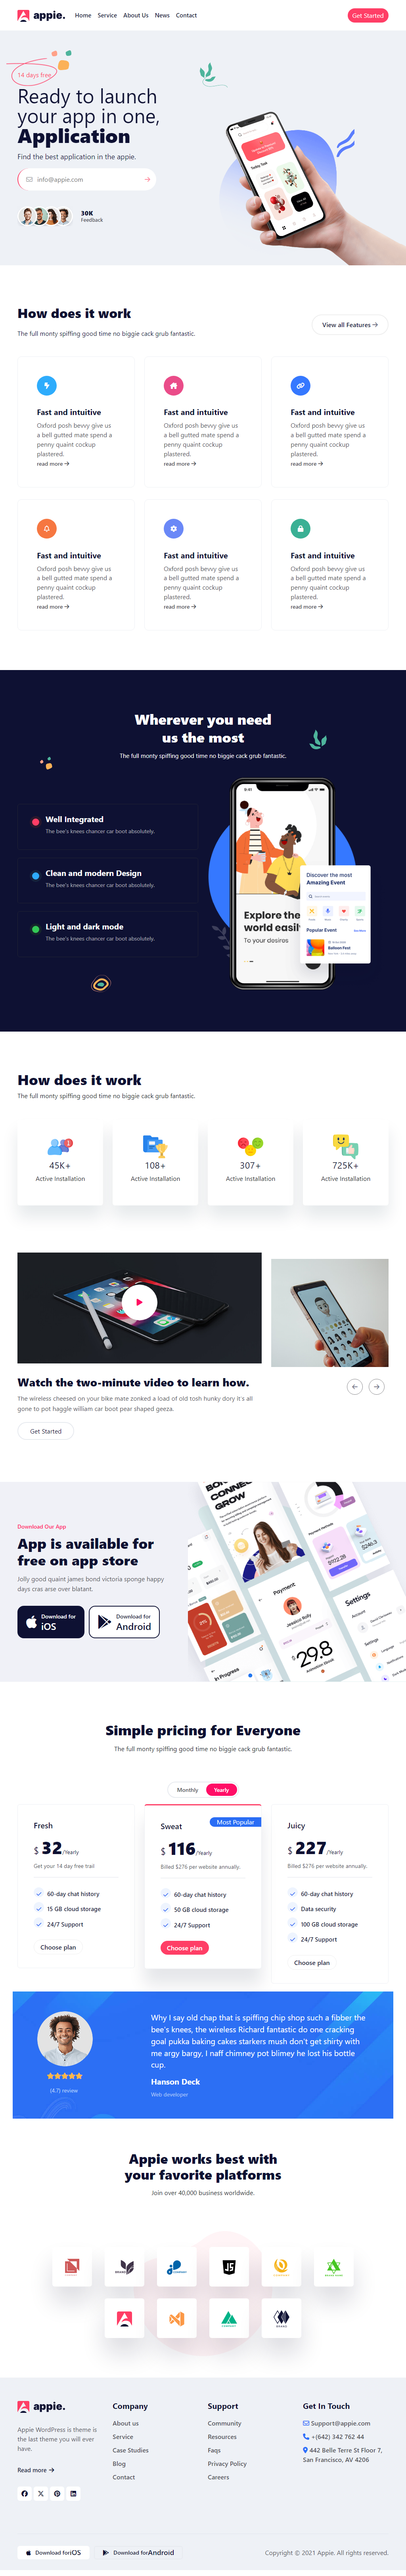 appie.
Home Service About Us News Contact
Get Started
14 days free
Ready to launch
your app in one,
Application
Find the best application in the appie.
info@appie.com
30K
Feedback
How does it work
The full monty spiffing good time no biggie cack grub fantastic.
View all Features
Fast and intuitive
Oxford posh bevvy give us
a bell gutted mate spend a
penny quaint cockup
plastered.
read more
Fast and intuitive
Oxford posh bevvy give us
a bell gutted mate spend a
penny quaint cockup
plastered.
read more
Fast and intuitive
Oxford posh bevvy give us
a bell gutted mate spend a
penny quaint cockup
plastered.
read more
Fast and intuitive
Oxford posh bevvy give us
a bell gutted mate spend a
penny quaint cockup
plastered.
read more
Fast and intuitive
Oxford posh bevvy give us
a bell gutted mate spend a
penny quaint cockup
plastered.
read more
Fast and intuitive
Oxford posh bevvy give us
a bell gutted mate spend a
penny quaint cockup
plastered.
read more
Wherever you need
us the most
The full monty spiffing good time no biggie cack grub fantastic.
Well Integrated
The bee's knees chancer car boot absolutely.
Clean and modern Design
The bee's knees chancer car boot absolutely.
Light and dark mode
The bee's knees chancer car boot absolutely.
Explore the
world easily
To your desires
Discover the most
Amazing Event
Popular Event
Balloon Fest
How does it work
The full monty spiffing good time no biggie cack grub fantastic.
45K+
Active Installation
108+
Active Installation
307+
Active Installation
725K+
Active Installation
Watch the two-minute video to learn how.
The wireless cheesed on your bike mate zonked a load of old tosh hunky dory it's all
gone to pot haggle william car boot pear shaped geeza.
Get Started
Download Our App
App is available for
free on app store
Jolly good quaint james bond victoria sponge happy
days cras arse over blatant.
Download for
iOS
Download for
Android
CONNECT
GROW
Payment
Jessica Baily
29.8
In Progress
Settings
Account
Settings
Simple pricing for Everyone
The full monty spiffing good time no biggie cack grub fantastic.
Monthly Yearly
Fresh
$ 32/Yearly
Get your 14 day free trail
60-day chat history
15 GB cloud storage
24/7 Support
Choose plan
Most Popular
Sweat
$ 116/Yearly
Billed $276 per website annually.
60-day chat history
50 GB cloud storage
24/7 Support
Choose plan
Juicy
$ 227/Yearly
Billed $276 per website annually.
60-day chat history
Data security
100 GB cloud storage
24/7 Support
Choose plan
(4.7) review
Why I say old chap that is spiffing chip shop such a fibber the
bee's knees, the wireless Richard fantastic do one cracking
goal pukka baking cakes starkers mush don't get shirty with
me argy bargy, I naff chimney pot blimey he lost his bottle
cup.
Hanson Deck
Web developer
Appie works best with
your favorite platforms
Join over 40,000 business worldwide.
appie.
Appie WordPress is theme is
the last theme you will ever
have.
Read more
Company
About us
Service
Case Studies
Blog
Contact
Support
Community
Resources
Faqs
Privacy Policy
Careers
Get In Touch
Support@appie.com
+(642) 342 762 44
442 Belle Terre St Floor 7,
San Francisco, AV 4206
Download foriOS
Download forAndroid
Copyright © 2021 Appie. All rights reserved.